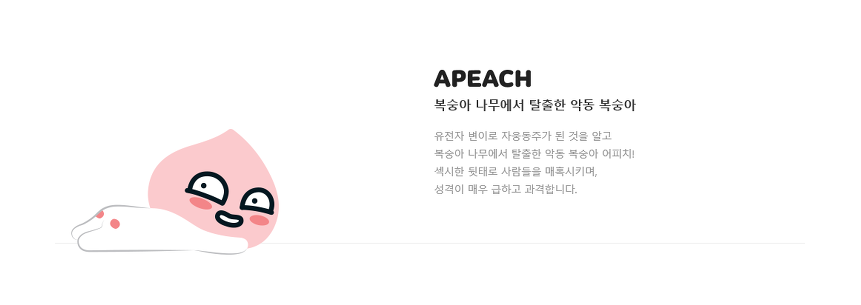 APEACH
복숭아 나무에서 탈출한 악동 복숭아
유전자 변이로 자웅동주가 된 것을 알고
복숭아 나무에서 탈출한 악동 복숭아 어피치!
섹시한 뒷태로 사람들을 매혹시키며,
성격이 매우 급하고 과격합니다.